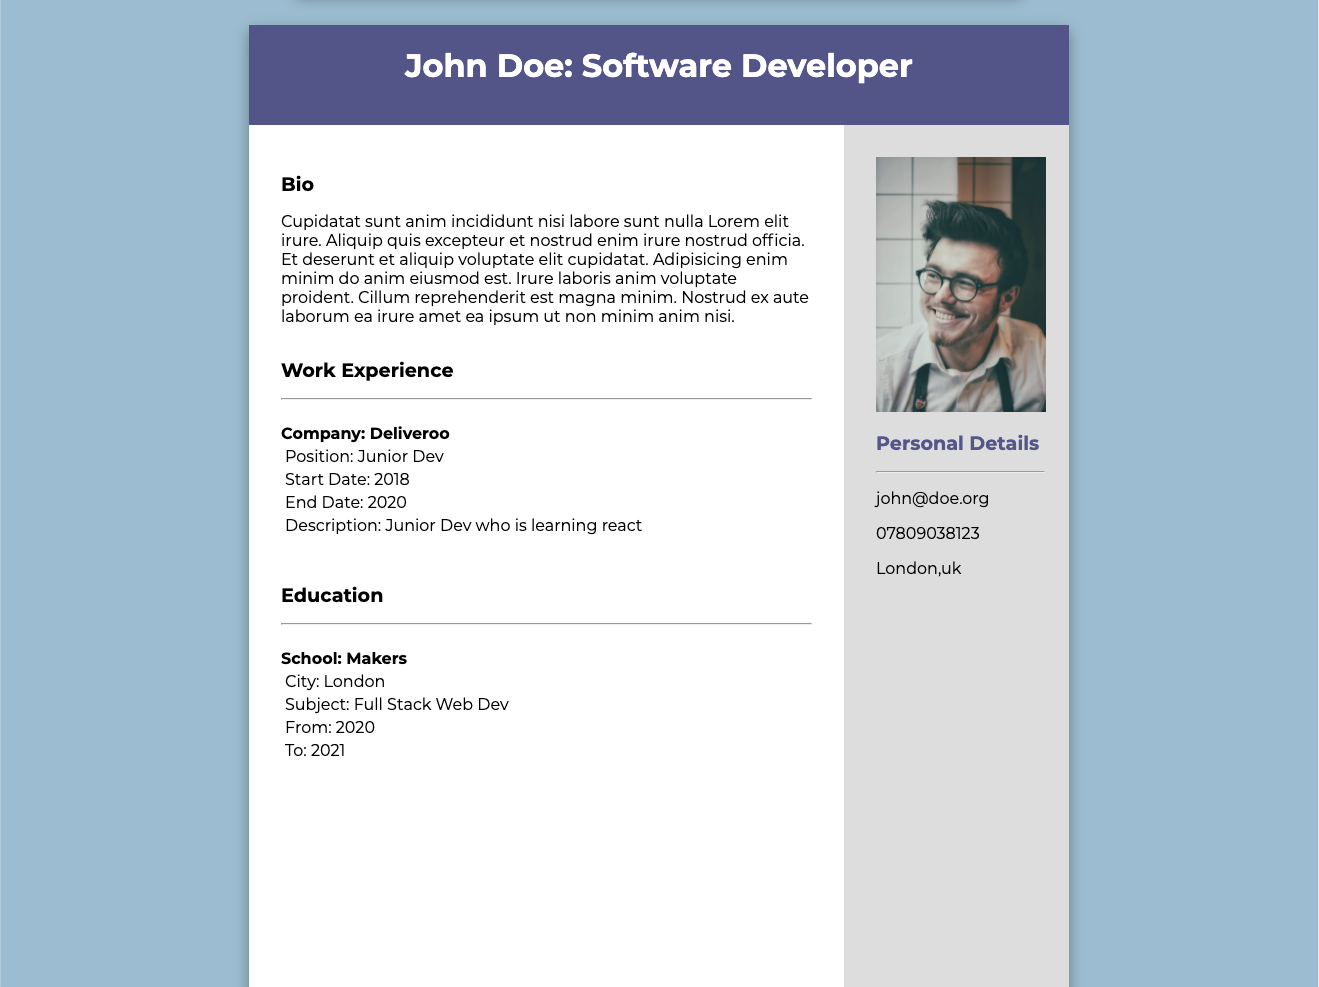 John Doe: Software Developer
Bio
Cupidatat sunt anim incididunt nisi labore sunt nulla Lorem elit
irure. Aliquip quis excepteur et nostrud enim irure nostrud officia.
Et deserunt et aliquip voluptate elit cupidatat. Adipisicing enim
minim do anim eiusmod est. Irure laboris anim voluptate
proident. Cillum reprehenderit est magna minim. Nostrud ex aute
laborum ea irure amet ea ipsum ut non minim anim nisi.
Work Experience
Company: Deliveroo
Position: Junior Dev
Start Date: 2018
End Date: 2020
Description: Junior Dev who is learning react
Education
School: Makers
City: London
Subject: Full Stack Web Dev
From: 2020
To: 2021
Personal Details
john@doe.org
07809038123
London,uk